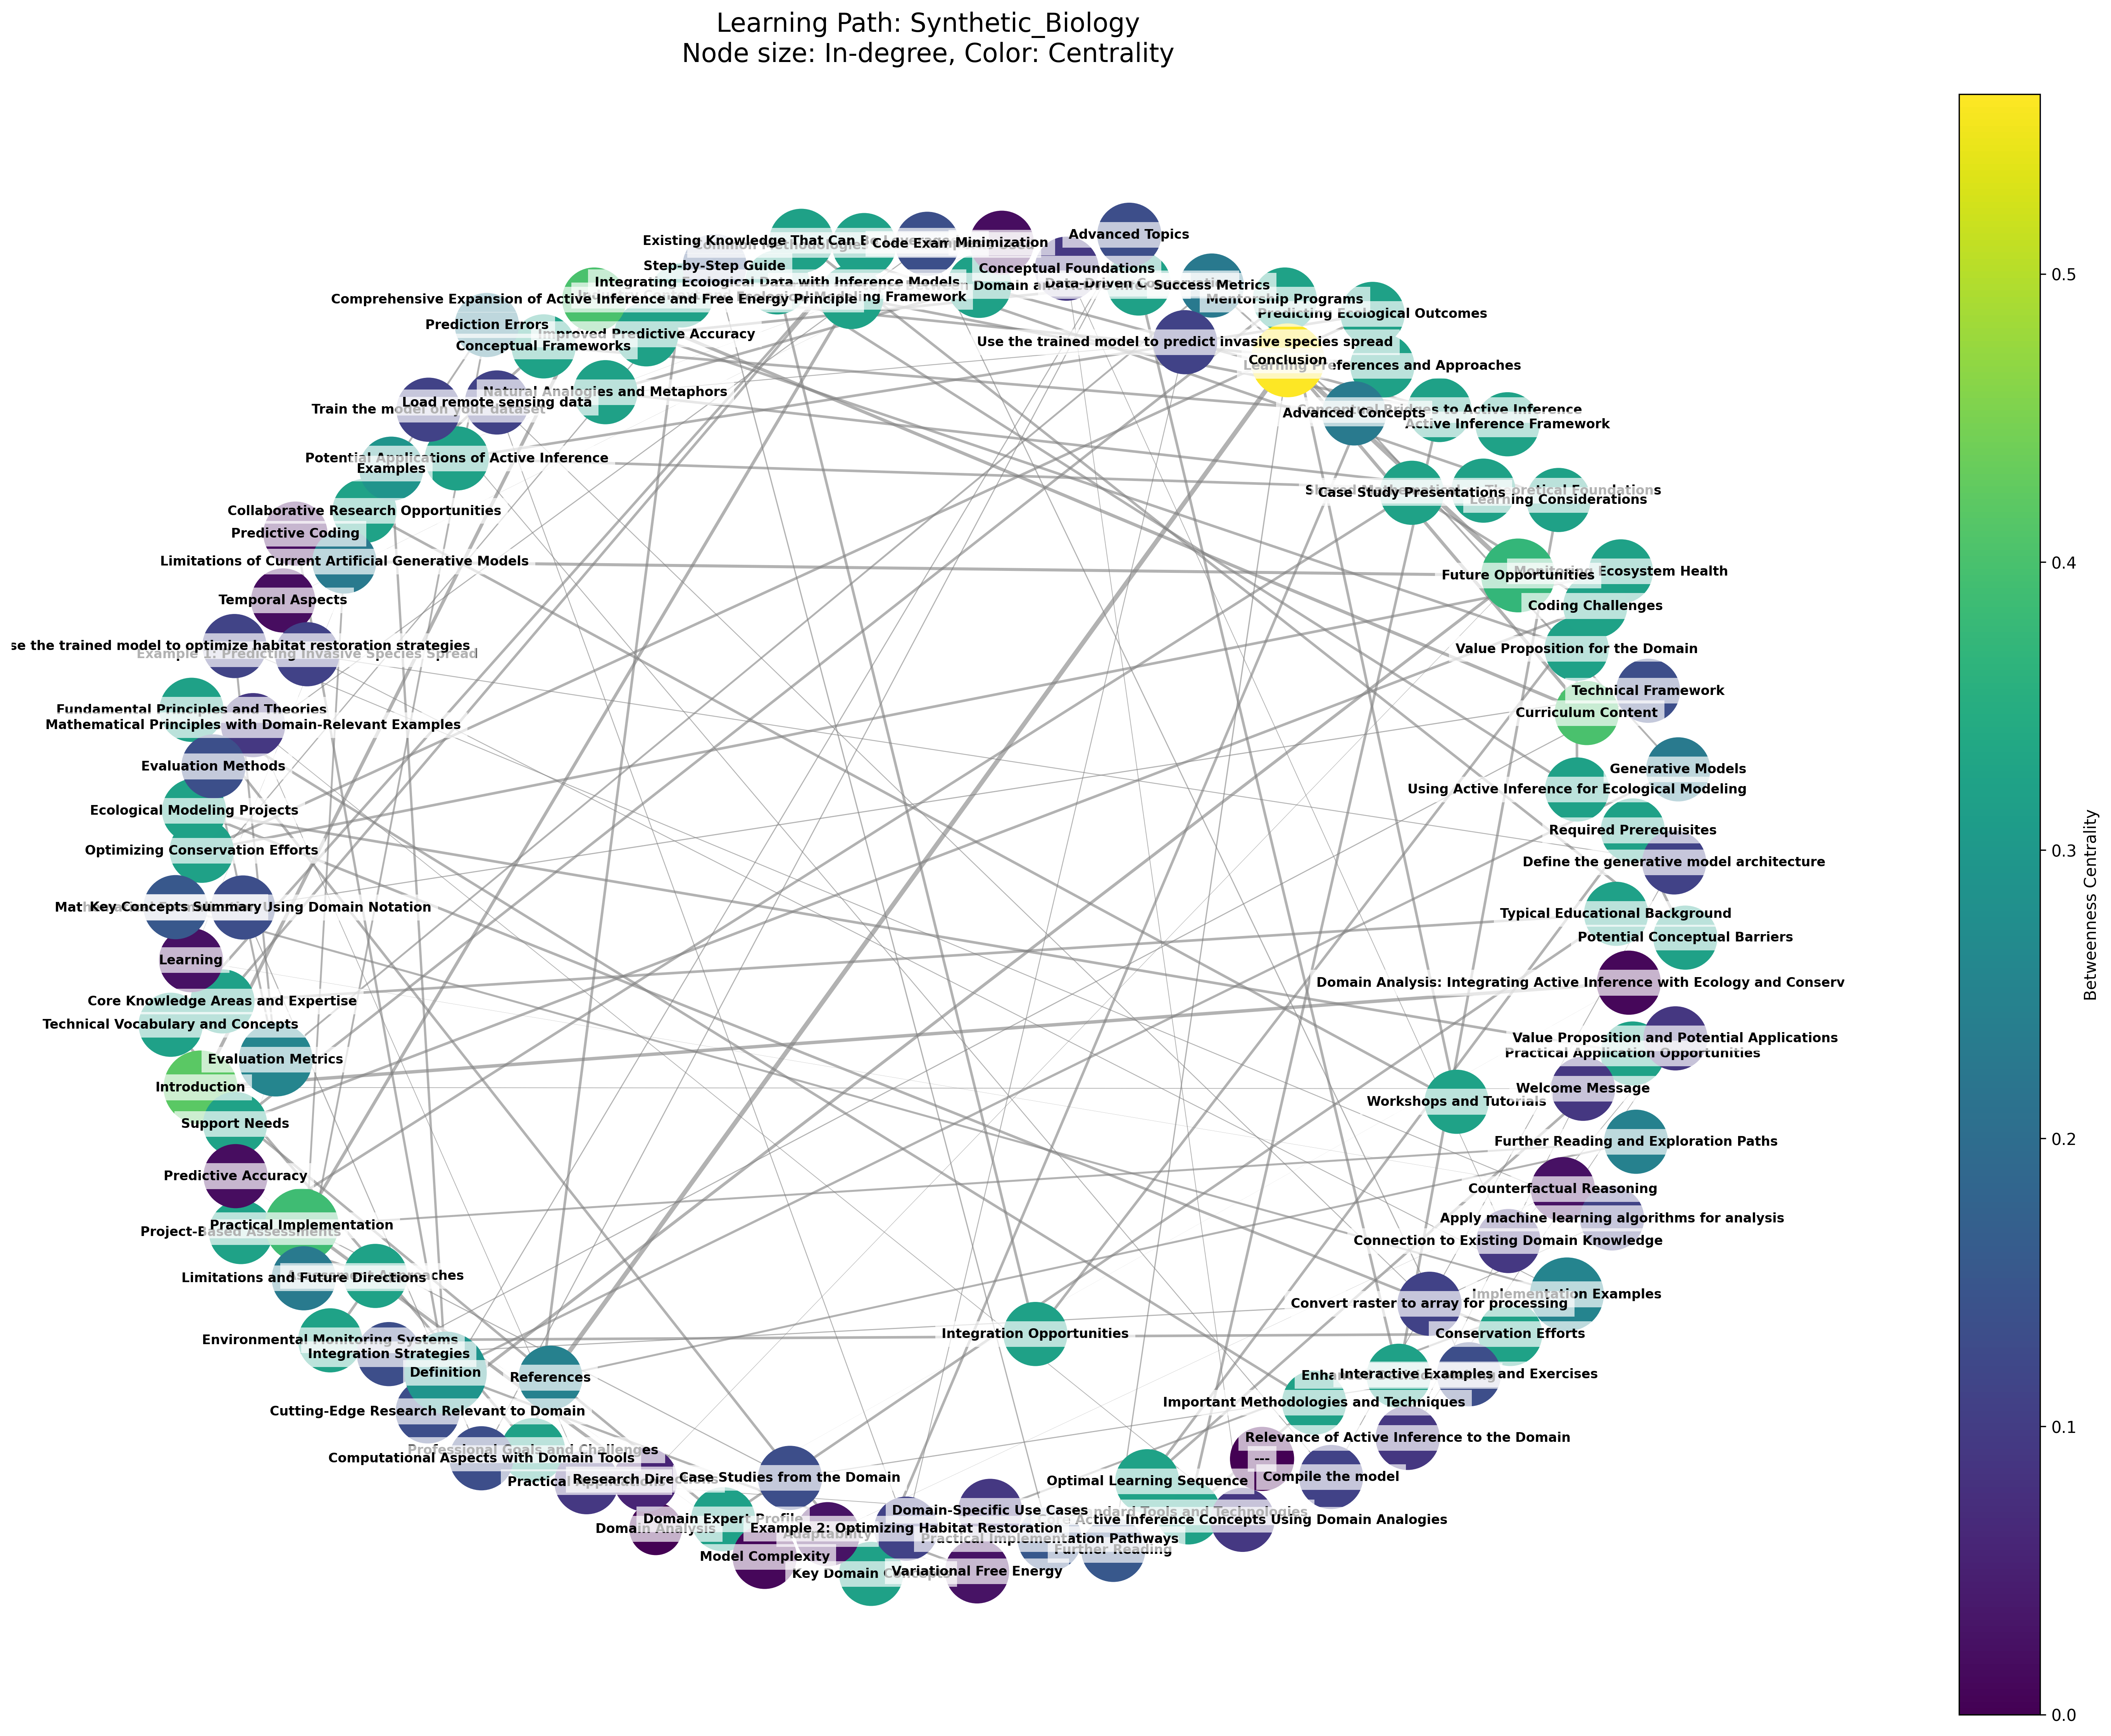 Learning Path: Synthetic_Biology
Node size: In-degree, Color: Centrality
Advanced Topics
Existing Knowledge That Can Be
Code Exam
Minimization
Step-by-Step Guide
Conceptual Foundations
Integrating Ecological Data with Inference Models
Domain and
Data-Driven
Success Metrics
Comprehensive Expansion of Active Inference and Free Energy Principle
Modeling Framework
Mentorship Programs
Predicting Ecological Outcomes
Prediction Errors
Improved Predictive Accuracy
Conceptual Frameworks
Use the trained model to predict invasive species spread
Conclusion
Learning Preferences and Approaches
Natural Analogies and Metaphors
Load remote sensing data
Train the model on your dataset
Advanced Concepts
Conceptual Bridges to Active Inference
Active Inference Framework
Potential Applications of Active Inference
Examples
Case Study Presentations
Theoretical Foundations
Learning Considerations
Collaborative Research Opportunities
Predictive Coding
Limitations of Current Artificial Generative Models
Future Opportunities
Monitoring Ecosystem Health
Temporal Aspects
Coding Challenges
se the trained model to optimize habitat restoration strategies
Example 1: Predicting Invasive Species Spread
Value Proposition for the Domain
Technical Framework
Fundamental Principles and Theories
Curriculum Content
Mathematical Principles with Domain-Relevant Examples
Evaluation Methods
Generative Models
Using Active Inference for Ecological Modeling
Ecological Modeling Projects
Required Prerequisites
Optimizing Conservation Efforts
Define the generative model architecture
Mat
Key Concepts Summary
Using Domain Notation
Typical Educational Background
Potential Conceptual Barriers
Learning
Domain Analysis: Integrating Active Inference with Ecology and Conserv
Core Knowledge Areas and Expertise
Technical Vocabulary and Concepts
Value Proposition and Potential Applications
Practical Application Opportunities
Evaluation Metrics
Introduction
Welcome Message
Workshops and Tutorials
Support Needs
Further Reading and Exploration Paths
Predictive Accuracy
Counterfactual Reasoning
Practical Implementation
Project-Based Assessments
Apply machine learning algorithms for analysis
Connection to Existing Domain Knowledge
Limitations and Future Directions
Implementation Examples
Convert raster to array for processing
Integration Opportunities
Conservation Efforts
Environmental Monitoring Systems
Integration Strategies
Definition
References
Interactive Examples and Exercises
Important Methodologies and Techniques
Cutting-Edge Research Relevant to Domain
Relevance of Active Inference to the Domain
Professional Goals and Challenges
Computational Aspects with Domain Tools
---
Compile the model
Optimal Learning Sequence
Practical Applications
Research Dire
Case Studies from the Domain
Domain-Specific Use Cases
Standard Tools and Technologies
Active Inference Concepts Using Domain Analogies
Domain Expert Profile
Domain Analysis
Example 2: Optimizing Habitat Restoration
Adaptability
Practical Implementation Pathways
Further Reading
Model Complexity
Key Domain Concepts
Variational Free Energy
0.5
0.4
0.3
0.2
0.1
0.0
Betweenness Centrality